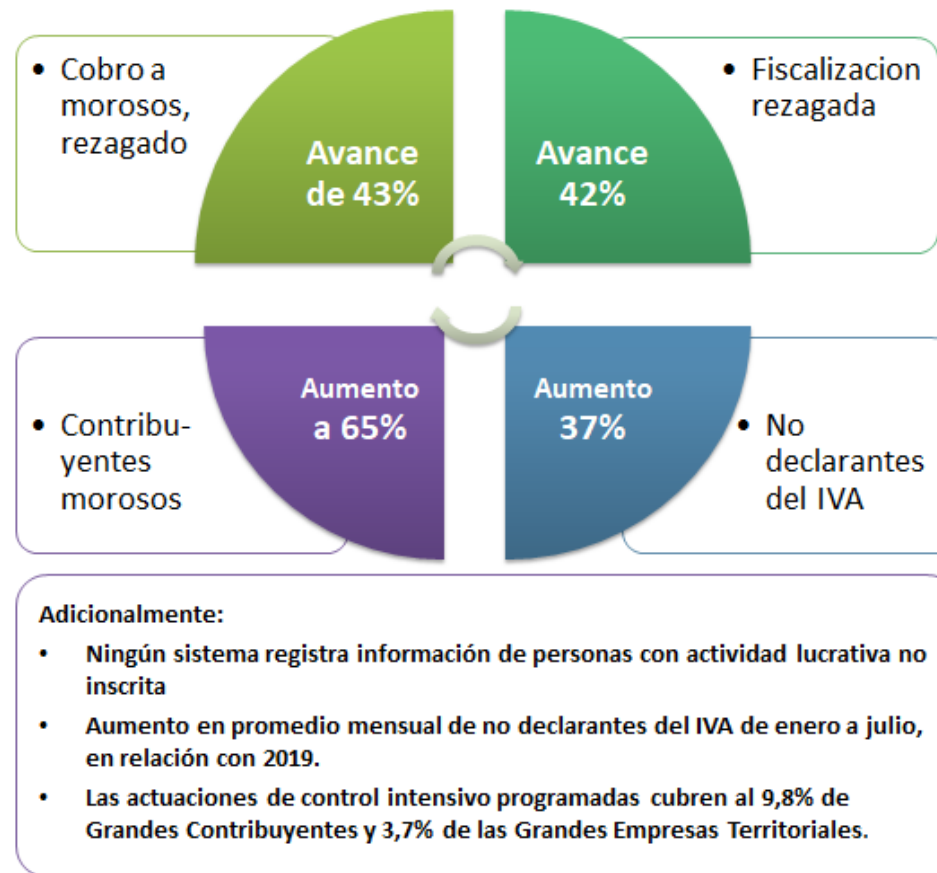 • Cobro a
morosos,
rezagado
Avance
de 43%
Avance
42%
• Fiscalizacion
rezagada
• Contribu-
yentes
morosos
Aumento
a 65%
Aumento
37%
• No
declarantes
del IVA
Adicionalmente:
• Ningún sistema registra información de personas con actividad lucrativa no
inscrita
• Aumento en promedio mensual de no declarantes del IVA de enero a julio,
en relación con 2019.
• Las actuaciones de control intensivo programadas cubren al 9,8% de
Grandes Contribuyentes y 3,7% de las Grandes Empresas Territoriales.